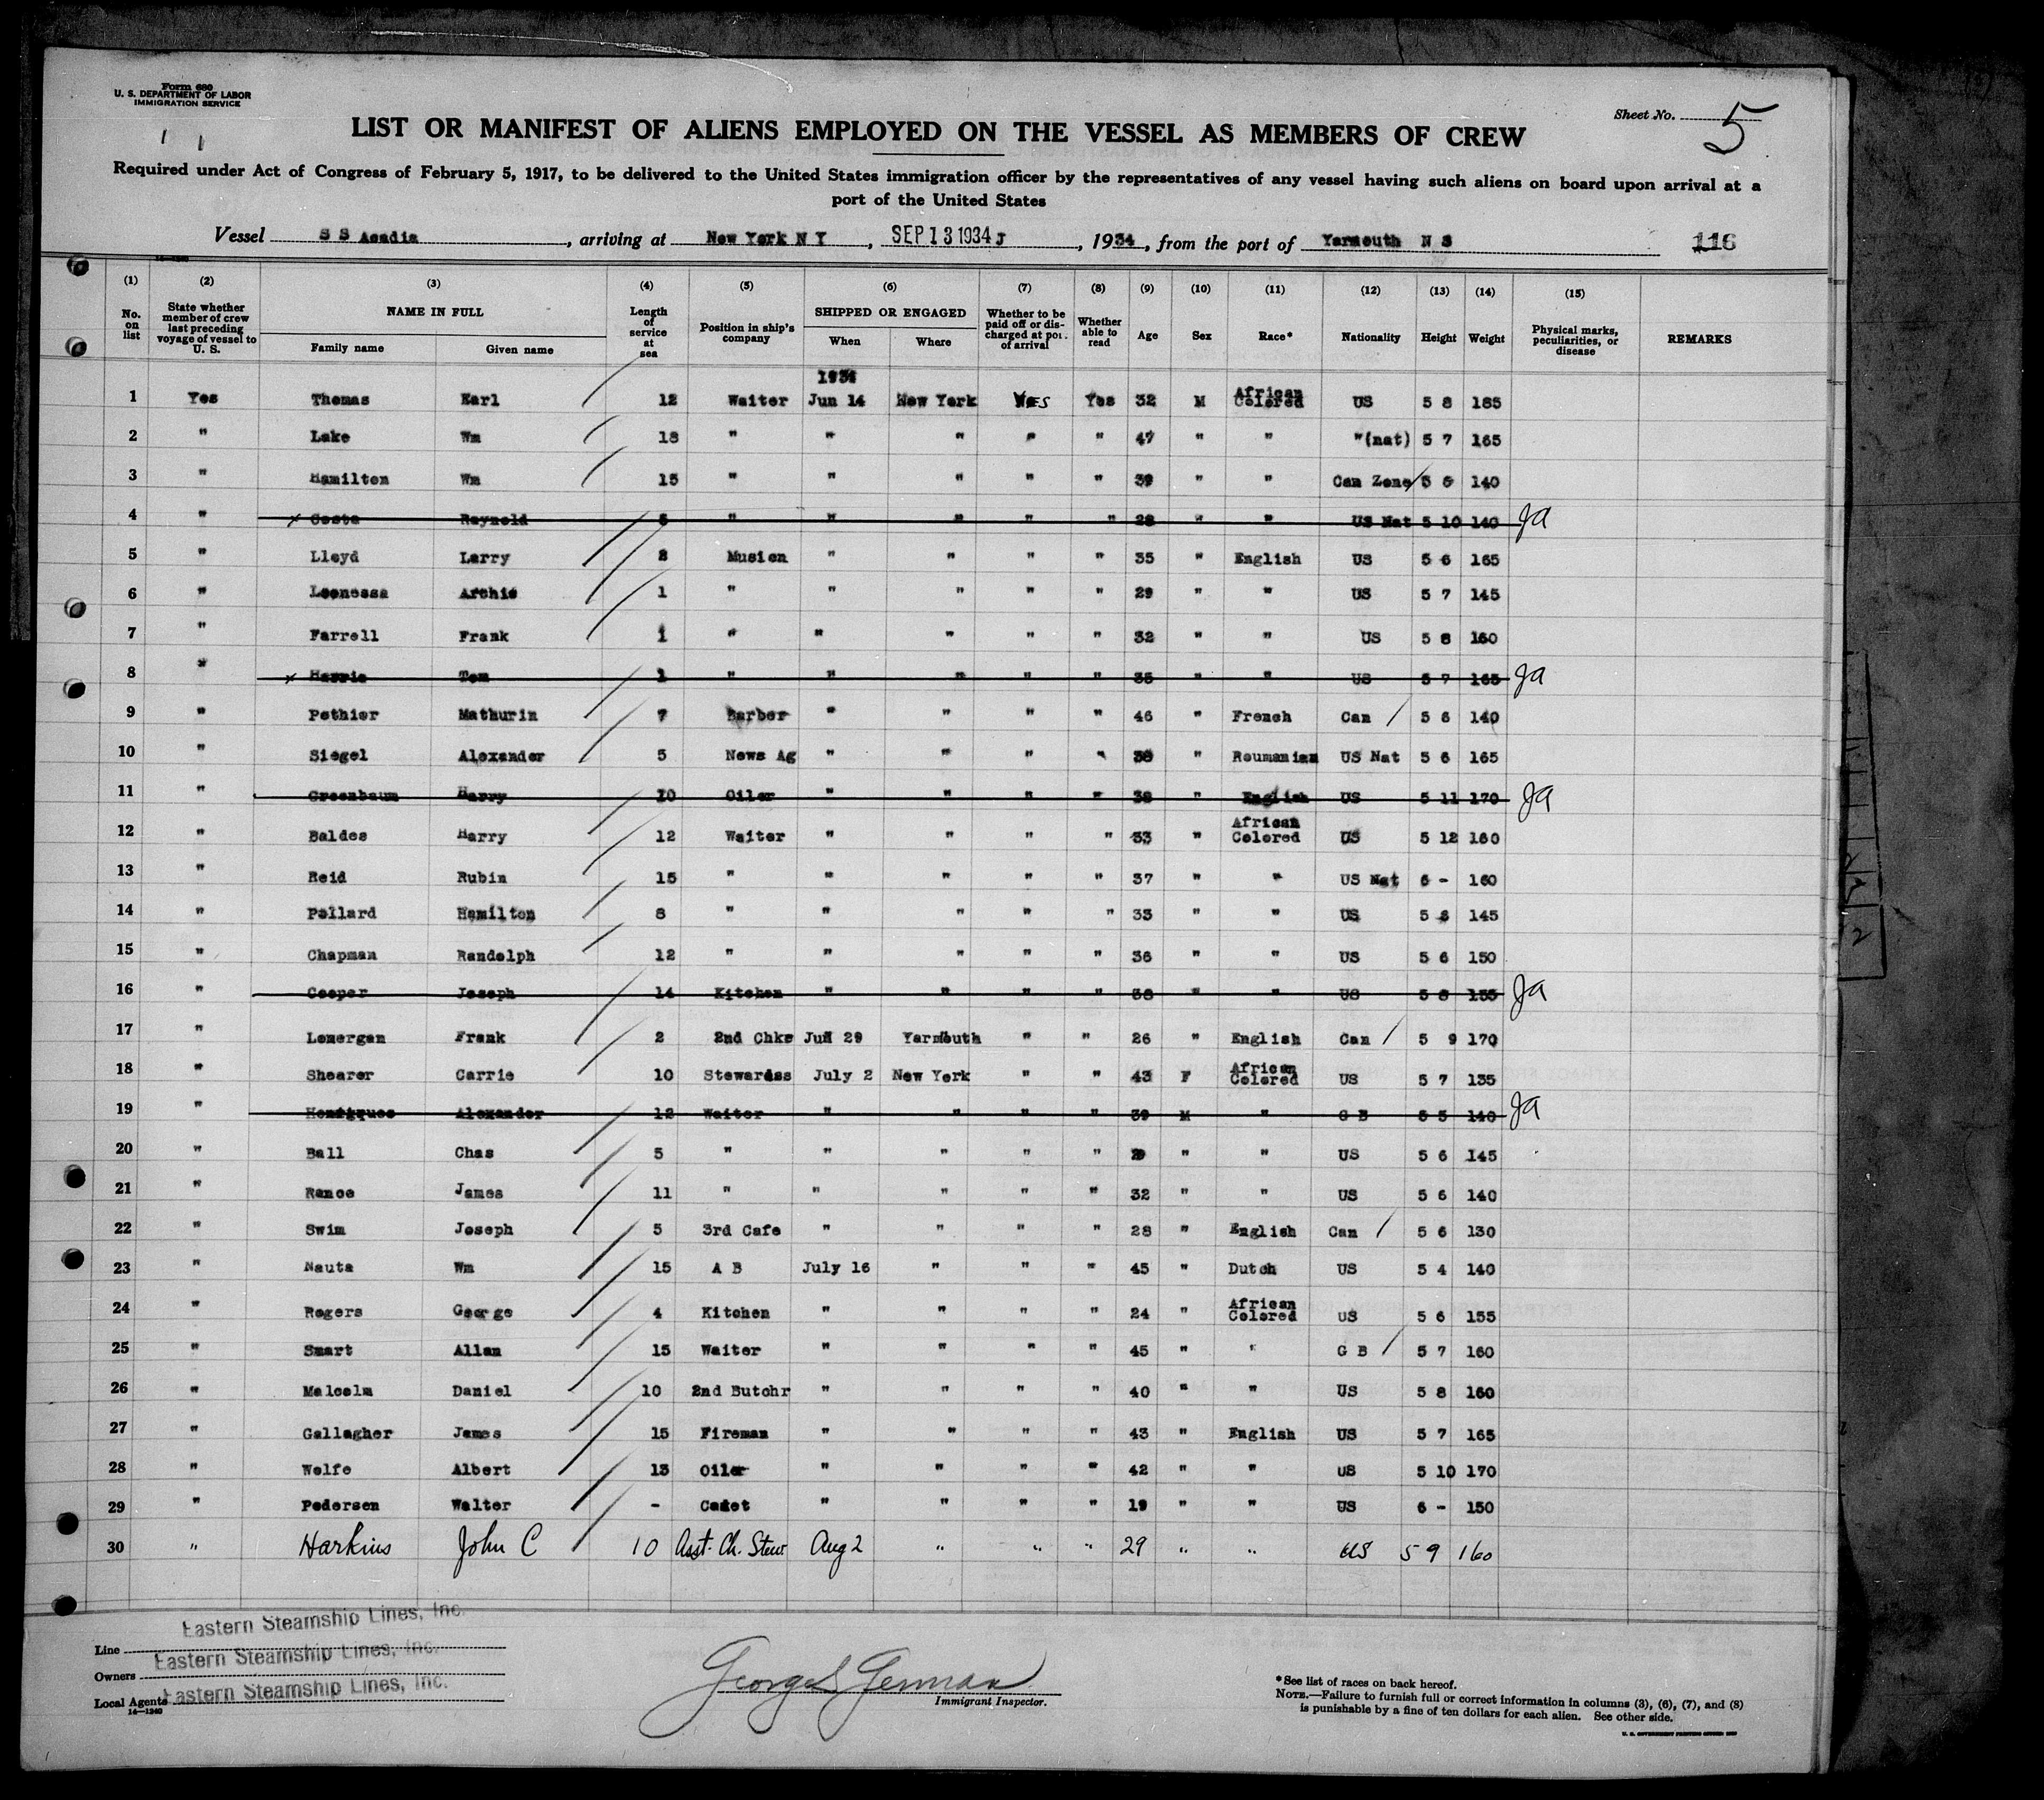 Form 680
U. S. DEPARTMENT OF LABOR
IMMIGRATION SERVICE
Sheet No. 5
LIST OR MANIFEST OF ALIENS EMPLOYED ON THE VESSEL AS MEMBERS OF CREW
Required under Act of Congress of February 5, 1917, to be delivered to the United States immigration officer by the representatives of any vessel having such aliens on board upon arrival at a
port of the United States
Vessel S S Acadia, arriving at New York N Y, SEP 13 1934, 1934, from the port of Yarmouth N S 116
(1) (2) (3) (4) (5) (6) (7) (8) (9) (10) (11) (12) (13) (14) (15)
No. on list State whether member of crew last preceding voyage of vessel to U. S. NAME IN FULL Family name Given name Length of service at sea Position in ship's company SHIPPED OR ENGAGED When Where Whether to be paid off or discharged at port of arrival Whether able to read Age Sex Race* Nationality Height Weight Physical marks, peculiarities, or disease REMARKS
1934
1 Yes Thomas Earl 12 Waiter Jun 14 New York Yes Yes 32 M African Colored US 5 8 185
2 " Lake Wm 18 " " " " " 47 " " "(nat) 5 7 165
3 " Hamilton Wm 15 " " " " " 39 " " Can Zone 5 6 140
4 " Costa Reynold " " " " " 28 " " US Nat 5 10 140 Ja
5 " Lloyd Larry 8 Musicn " " " " 35 " English US 5 6 165
6 " Leonessa Archie 1 " " " " " 29 " " US 5 7 145
7 " Farrell Frank 1 " " " " " 32 " " US 5 8 160
8 " Harris Tom 1 " " " " " 35 " " US 5 7 165 Ja
9 " Pothier Mathurin 7 Barber " " " " 46 " French Can 5 6 140
10 " Siegel Alexander 5 News Ag " " " " 38 " Roumanian US Nat 5 6 165
11 " Greenbaum Harry 10 Oiler " " " " 38 " English US 5 11 170 Ja
12 " Baldes Harry 12 Waiter " " " " 33 " African Colored US 5 12 160
13 " Reid Rubin 15 " " " " " 37 " " US Nat 6 - 160
14 " Pollard Hamilton 8 " " " " " 33 " " US 5 8 145
15 " Chapman Randolph 12 " " " " " 36 " " US 5 6 150
16 " Cooper Joseph 14 Kitchen " " " " 38 " " US 5 8 155 Ja
17 " Lonergan Frank 2 2nd Chkr Jun 29 Yarmouth " " 26 " English Can 5 9 170
18 " Shearer Carrie 10 Stewardss July 2 New York " " 43 F African Colored US 5 7 135
19 " Henriques Alexander 12 Waiter " " " " 39 M " G B 5 5 140 Ja
20 " Ball Chas 5 " " " " " " " US 5 6 145
21 " Rance James 11 " " " " " 32 " " US 5 6 140
22 " Swim Joseph 5 3rd Cafe " " " " 28 " English Can 5 6 130
23 " Nauta Wm 15 A B July 16 " " " 45 " Dutch US 5 4 140
24 " Rogers George 4 Kitchen " " " " 24 " African Colored US 5 6 155
25 " Smart Allan 15 Waiter " " " " 45 " " G B 5 7 160
26 " Malcolm Daniel 10 2nd Butchr " " " " 40 " " US 5 8 160
27 " Gallagher James 15 Fireman " " " " 43 " English US 5 7 165
28 " Wolfe Albert 13 Oiler " " " " 42 " " US 5 10 170
29 " Pedersen Walter - Cadet " " " " 19 " " US 6 - 150
30 " Harkins John C 10 Asst. Ch. Stew Aug 2 " " " 29 " " US 5 9 160
Line Eastern Steamship Lines, Inc.
Owners Eastern Steamship Lines, Inc.
Local Agents Eastern Steamship Lines, Inc.
14—1240
George German
Immigrant Inspector.
*See list of races on back hereof.
NOTE.—Failure to furnish full or correct information in columns (3), (6), (7), and (8)
is punishable by a fine of ten dollars for each alien. See other side.